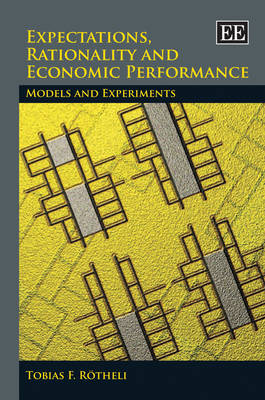 EE
Expectations,
Rationality and
Economic Performance
Models and Experiments
Tobias F. Rötheli